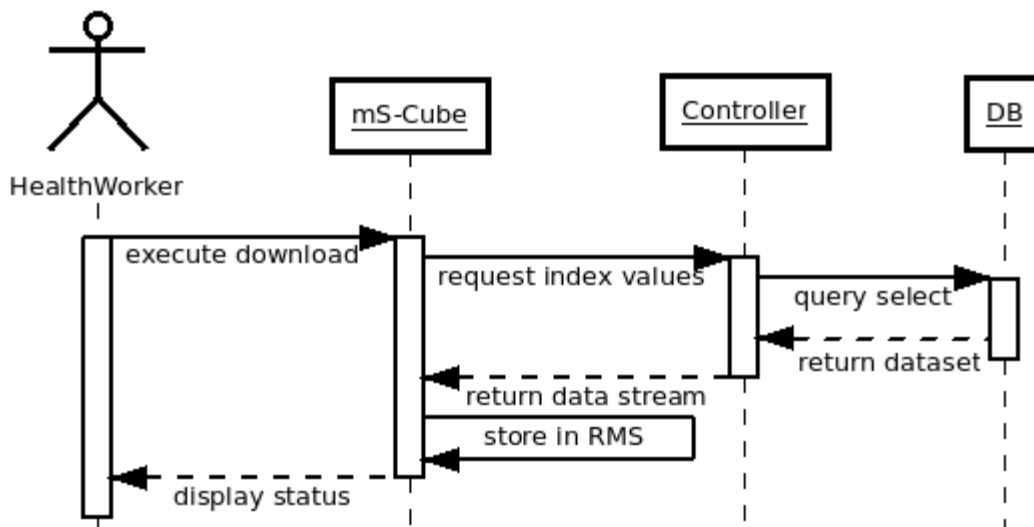 mS-Cube
Controller
DB
HealthWorker
execute download
request index values
query select
return dataset
return data stream
store in RMS
display status